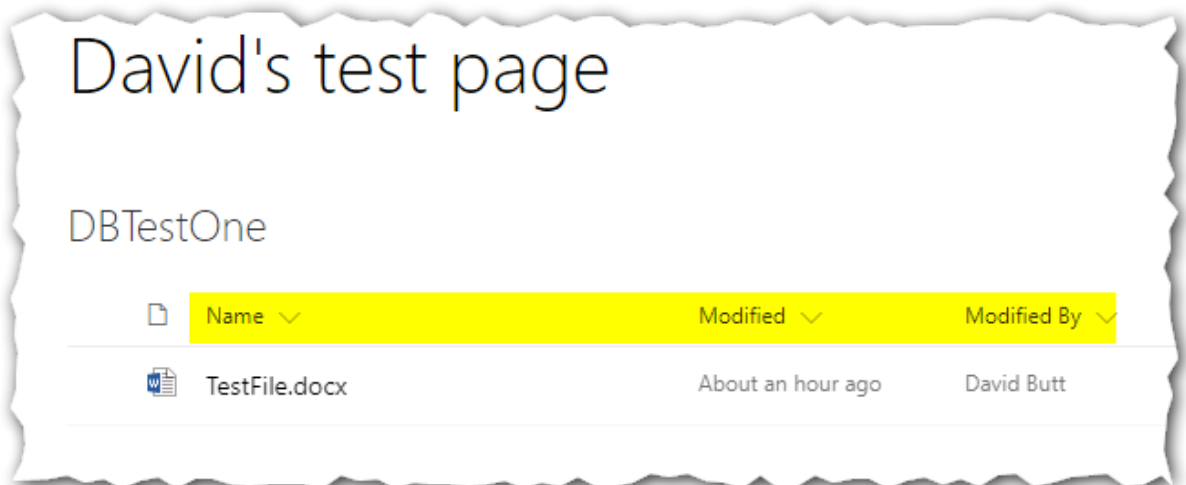 David's test page
DBTestOne
Name Modified Modified By
TestFile.docx About an hour ago David Butt